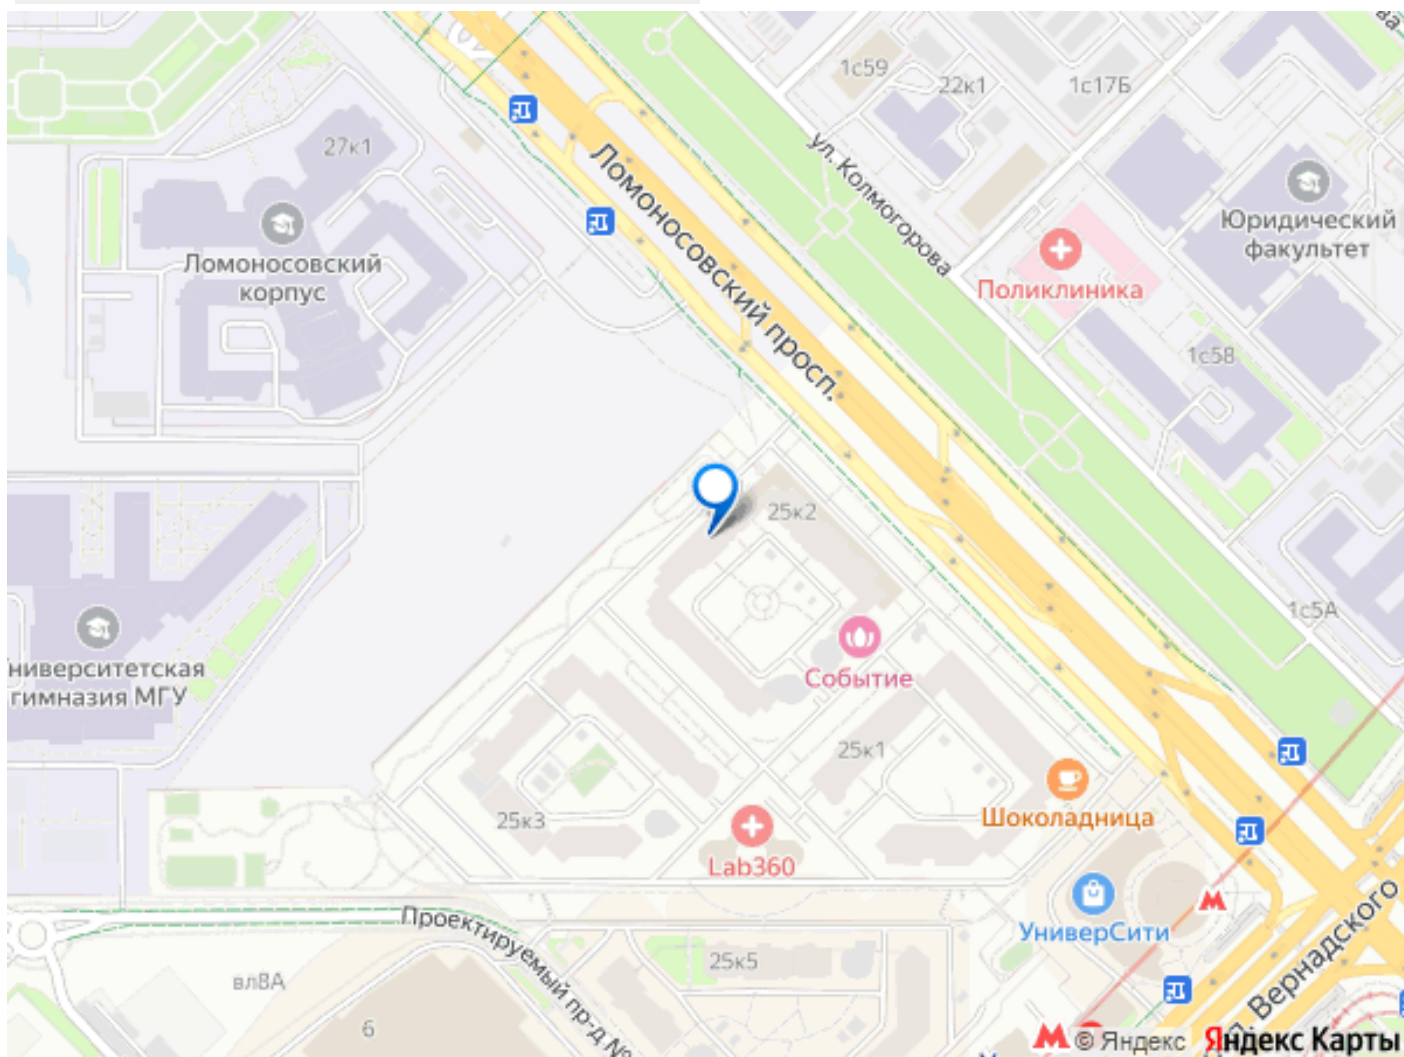 1с59
22к1
1с17Б
ул. Колмогорова
27к1
Ломоносовский просп.
Юридический
факультет
Ломоносовский
корпус
Поликлиника
1с58
25к2
1с5А
Университетская
гимназия МГУ
Событие
25к1
25к3
Шоколадница
Lab360
УниверСити
Проектируемый пр-д №
25к5
Вернадского
вл8А
6
© Яндекс Яндекс Карты